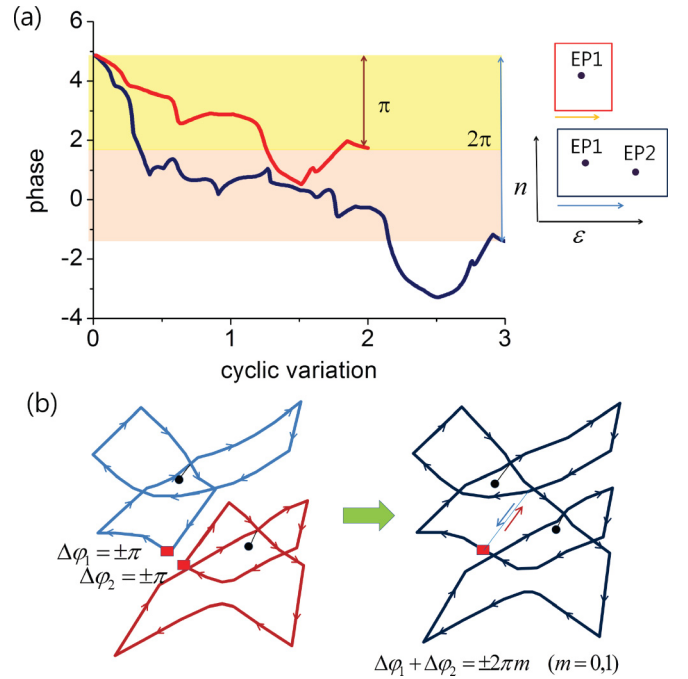 (a)
6
4
2
0
-2
-4
phase
0
1
2
3
cyclic variation
π
2π
EP1
EP1
EP2
n
ε
(b)
Δφ₁ = ±π
Δφ₂ = ±π
Δφ₁ + Δφ₂ = ±2πm (m = 0,1)